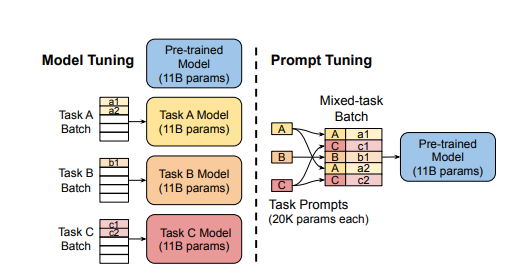 Model Tuning
Pre-trained
Model
(11B params)
Task A
Batch
a1
a2
Task A Model
(11B params)
Task B
Batch
b1
Task B Model
(11B params)
Task C
Batch
c1
c2
Task C Model
(11B params)
Prompt Tuning
Mixed-task
Batch
A
B
C
A a1
C c1
B b1
A a2
C c2
Task Prompts
(20K params each)
Pre-trained
Model
(11B params)